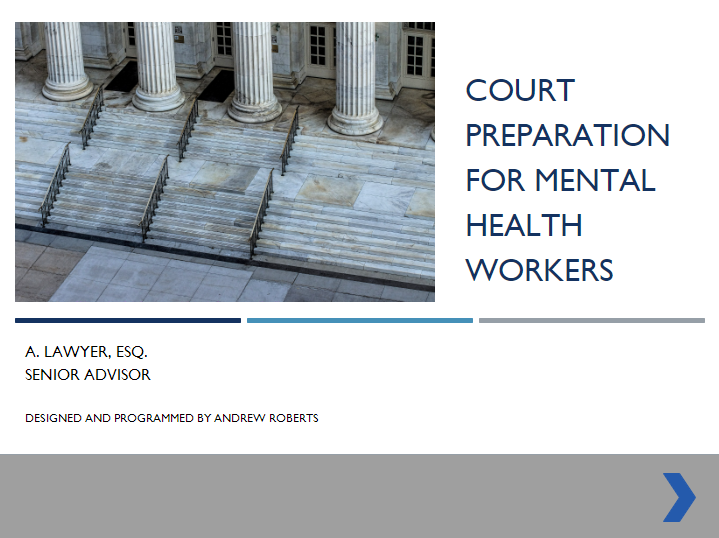 COURT
PREPARATION
FOR MENTAL
HEALTH
WORKERS
A. LAWYER, ESQ.
SENIOR ADVISOR
DESIGNED AND PROGRAMMED BY ANDREW ROBERTS